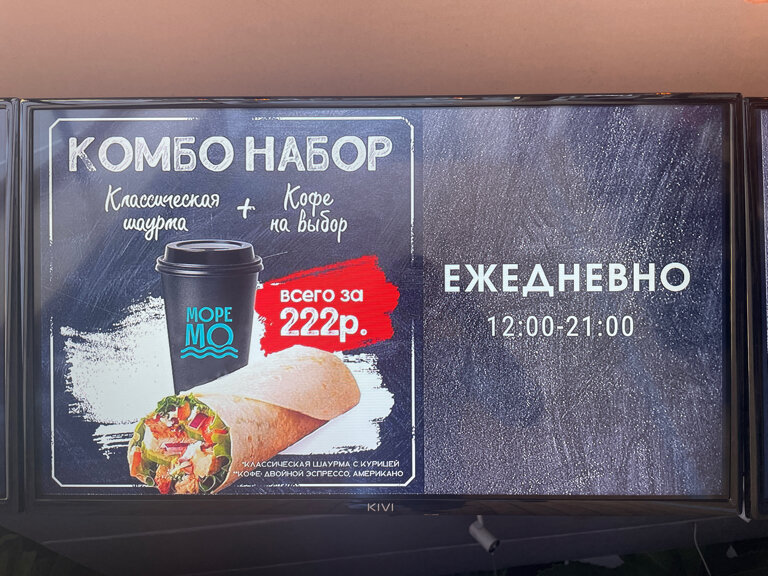 КОМБО НАБОР
Классическая шаурма + Кофе на выбор
МОРЕ
МО
всего за
222р.
*КЛАССИЧЕСКАЯ ШАУРМА С КУРИЦЕЙ
*КОФЕ: ДВОЙНОЙ ЭСПРЕССО, АМЕРИКАНО
ЕЖЕДНЕВНО
12:00-21:00
KIVI